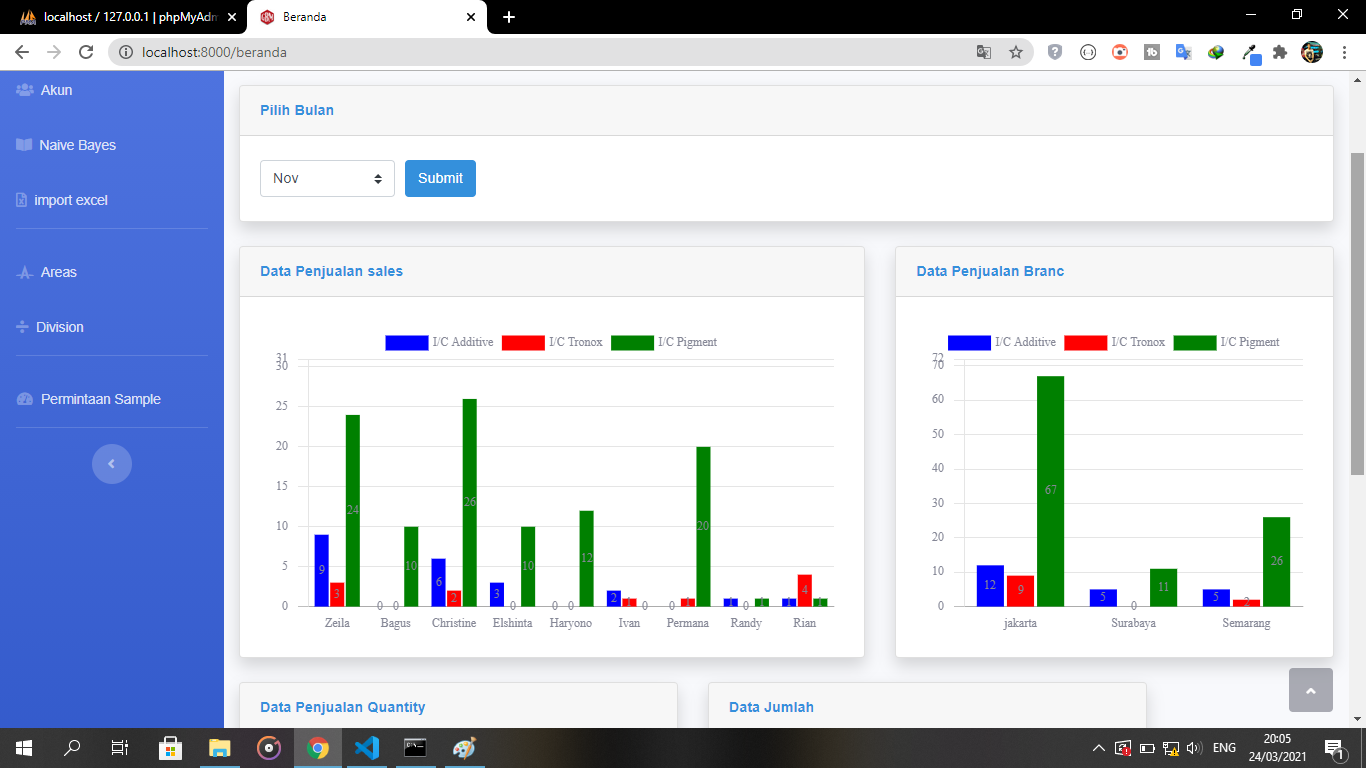 localhost / 127.0.0.1 | phpMyAdm
Beranda
localhost:8000/beranda
Akun
Naive Bayes
import excel
Areas
Division
Permintaan Sample
Pilih Bulan
Nov
Submit
Data Penjualan sales
I/C Additive I/C Tronox I/C Pigment
31
30
25
20
15
10
5
0
9 3 24
0 0 10
6 2 26
3 0 10
0 0 12
2 1 0
0 1 20
1 0 1
1 4 1
Zeila Bagus Christine Elshinta Haryono Ivan Permana Randy Rian
Data Penjualan Branc
I/C Additive I/C Tronox I/C Pigment
72
70
60
50
40
30
20
10
0
12 9 67
5 0 11
5 2 26
jakarta Surabaya Semarang
Data Penjualan Quantity
Data Jumlah
ENG
20:05
24/03/2021
1